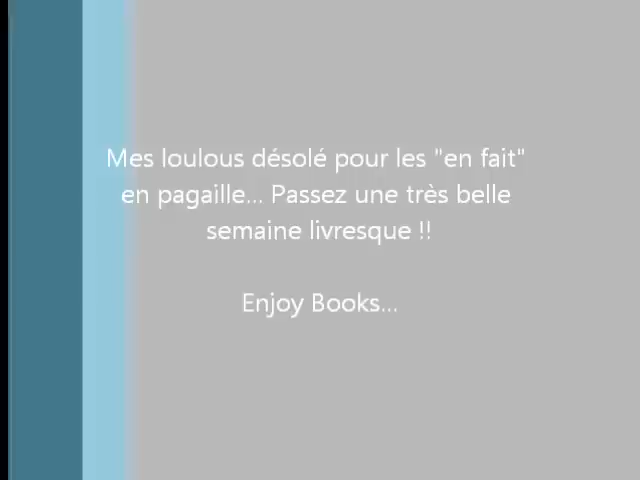 Mes loulous désolé pour les "en fait"
en pagaille... Passez une très belle
semaine livresque !!
Enjoy Books...